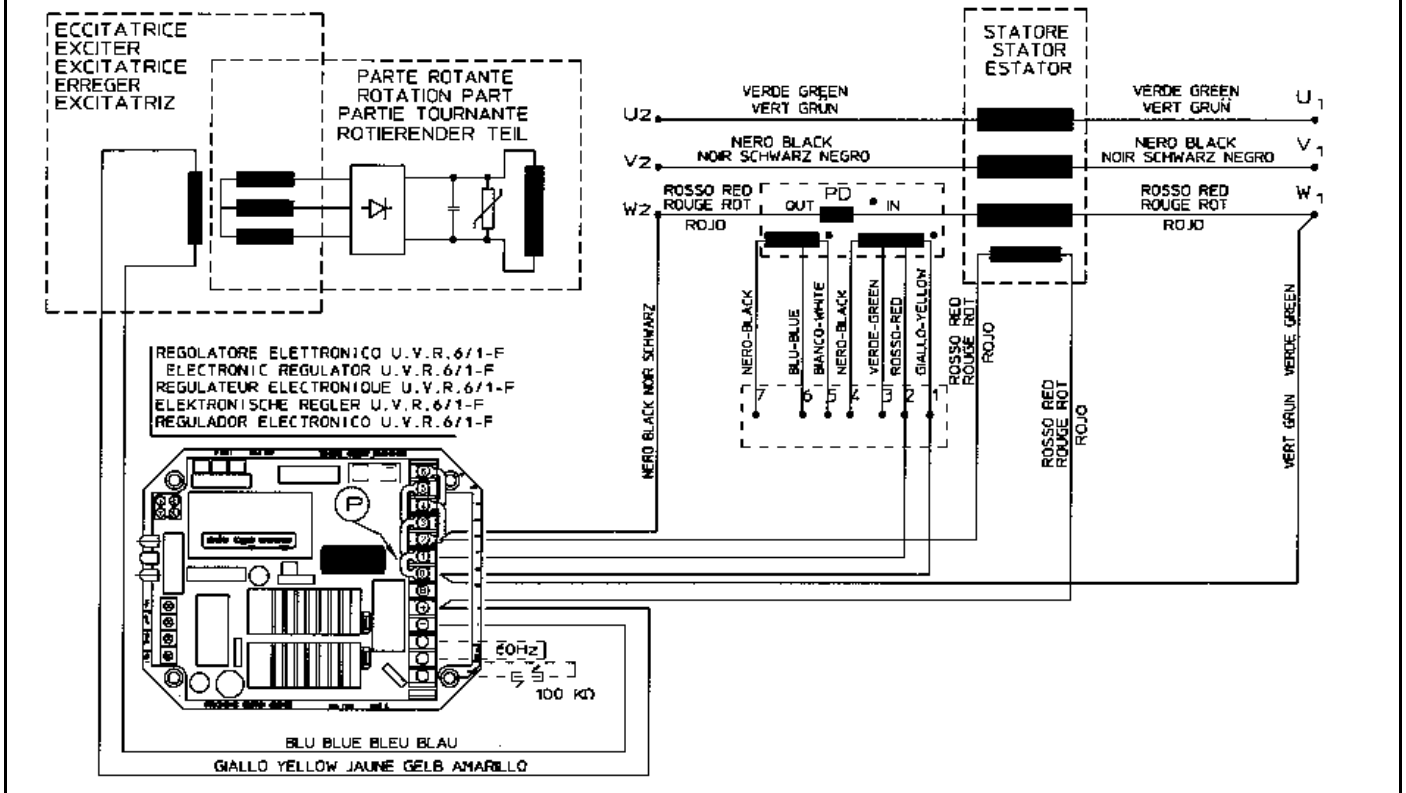 ECCITATRICE
EXCITER
EXCITATRICE
ERREGER
EXCITATRIZ
PARTE ROTANTE
ROTATION PART
PARTIE TOURNANTE
ROTIERENDER TEIL
STATORE
STATOR
ESTATOR
U2
VERDE GREEN
VERT GRÜN
VERDE GREEN
VERT GRUÑ
U1
V2
NERO BLACK
NOIR SCHWARZ NEGRO
NERO BLACK
NOIR SCHWARZ NEGRO
V1
W2
ROSSO RED
ROUGE ROT
ROJO
PD
OUT
IN
ROSSO RED
ROUGE ROT
ROJO
W1
NERO-BLACK
BLU-BLUE
BIANCO-WHITE
NERO-BLACK
VERDE-GREEN
ROSSO-RED
GIALLO-YELLOW
7 6 5 4 3 2 1
NERO BLACK NOIR SCHWARZ
ROSSO RED
ROUGE ROT
ROJO
ROSSO RED
ROUGE ROT
ROJO
VERT GRUN VERDE GREEN
REGOLATORE ELETTRONICO U.V.R.6/1-F
ELECTRONIC REGULATOR U.V.R.6/1-F
REGULATEUR ELECTRONIQUE U.V.R.6/1-F
ELEKTRONISCHE REGLER U.V.R.6/1-F
REGULADOR ELECTRONICO U.V.R.6/1-F
P
60Hz
100 KΩ
BLU BLUE BLEU BLAU
GIALLO YELLOW JAUNE GELB AMARILLO